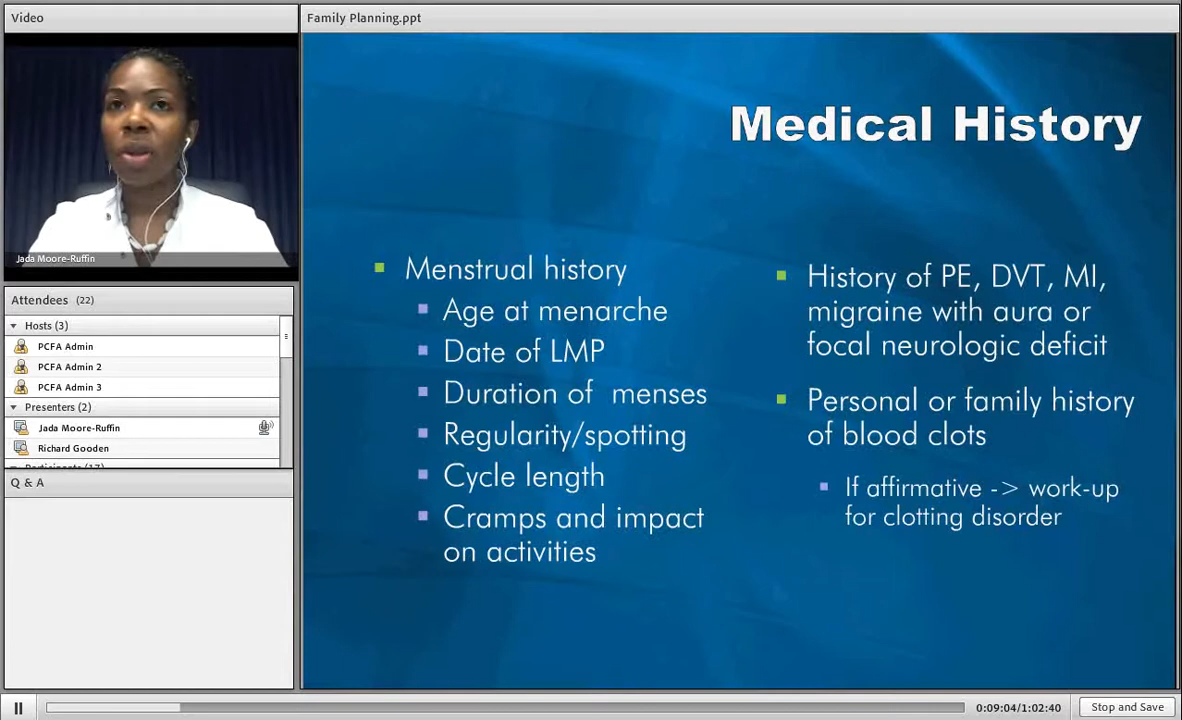 Video
Jada Moore-Ruffin
Attendees (22)
Hosts (3)
PCFA Admin
PCFA Admin 2
PCFA Admin 3
Presenters (2)
Jada Moore-Ruffin
Richard Gooden
Participants (17)
Q & A
Family Planning.ppt
Medical History
Menstrual history
Age at menarche
Date of LMP
Duration of menses
Regularity/spotting
Cycle length
Cramps and impact
on activities
History of PE, DVT, MI,
migraine with aura or
focal neurologic deficit
Personal or family history
of blood clots
If affirmative -> work-up
for clotting disorder
0:09:04/1:02:40
Stop and Save